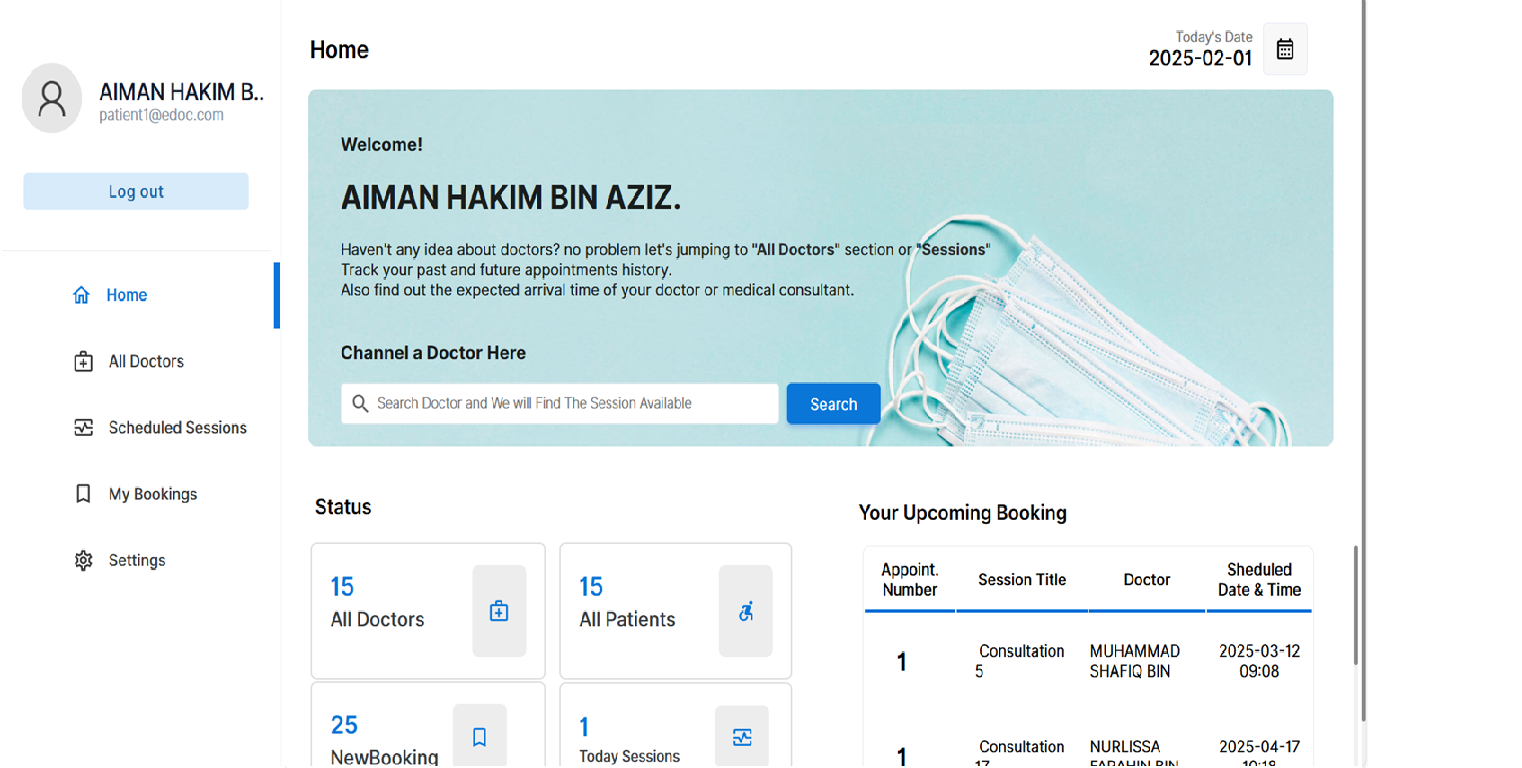 AIMAN HAKIM B..
patient1@edoc.com
Log out
Home
All Doctors
Scheduled Sessions
My Bookings
Settings
Home
Today's Date
2025-02-01
Welcome!
AIMAN HAKIM BIN AZIZ.
Haven't any idea about doctors? no problem let's jumping to "All Doctors" section or "Sessions"
Track your past and future appointments history.
Also find out the expected arrival time of your doctor or medical consultant.
Channel a Doctor Here
Search Doctor and We will Find The Session Available
Search
Status
15
All Doctors
15
All Patients
25
NewBooking
1
Today Sessions
Your Upcoming Booking
Appoint. Number
Session Title
Doctor
Sheduled Date & Time
1
Consultation 5
MUHAMMAD SHAFIQ BIN
2025-03-12 09:08
1
Consultation 17
NURLISSA FARAHIN BIN
2025-04-17 10:18